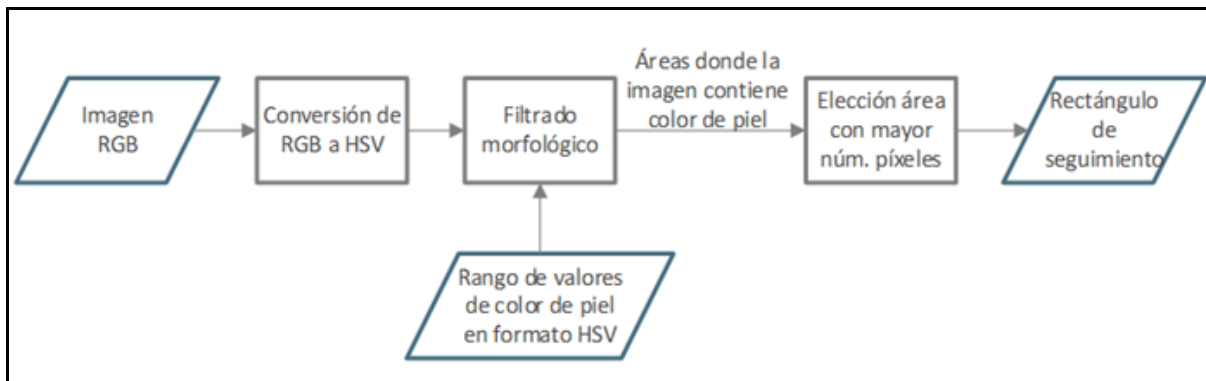 Imagen
RGB
Conversión de
RGB a HSV
Filtrado
morfológico
Áreas donde la
imagen contiene
color de piel
Elección área
con mayor
núm. píxeles
Rectángulo
de
seguimiento
Rango de valores
de color de piel
en formato HSV